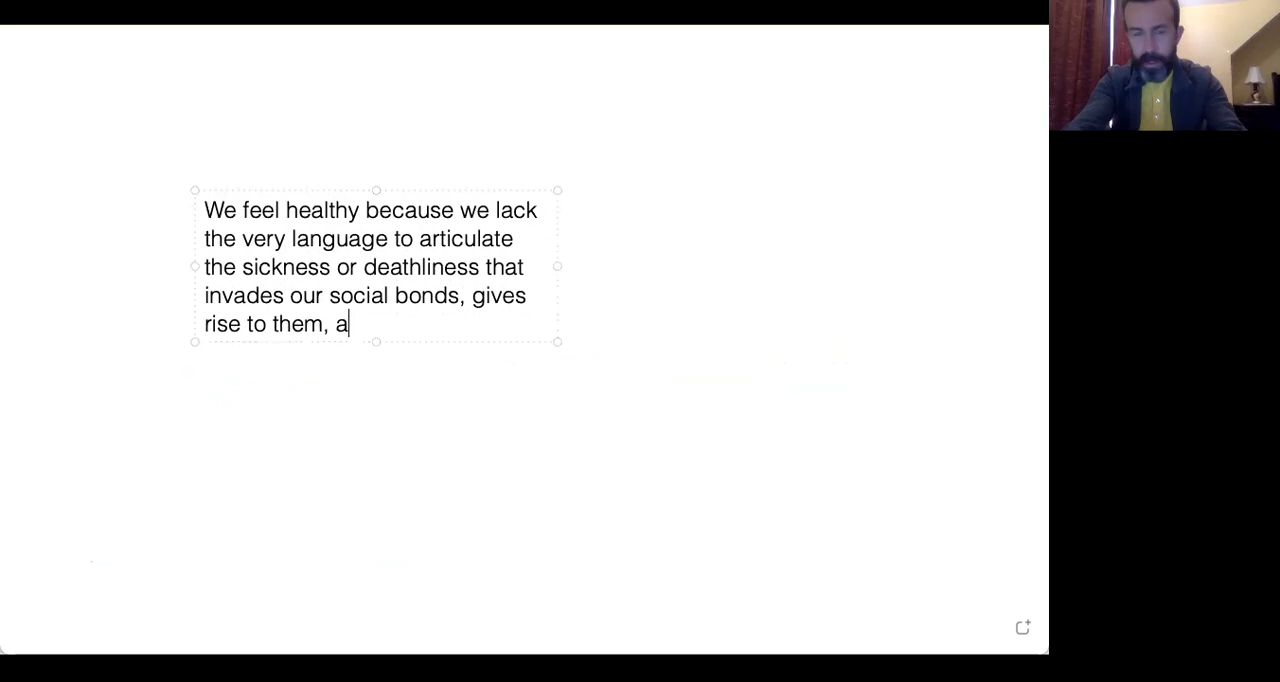 We feel healthy because we lack
the very language to articulate
the sickness or deathliness that
invades our social bonds, gives
rise to them, a